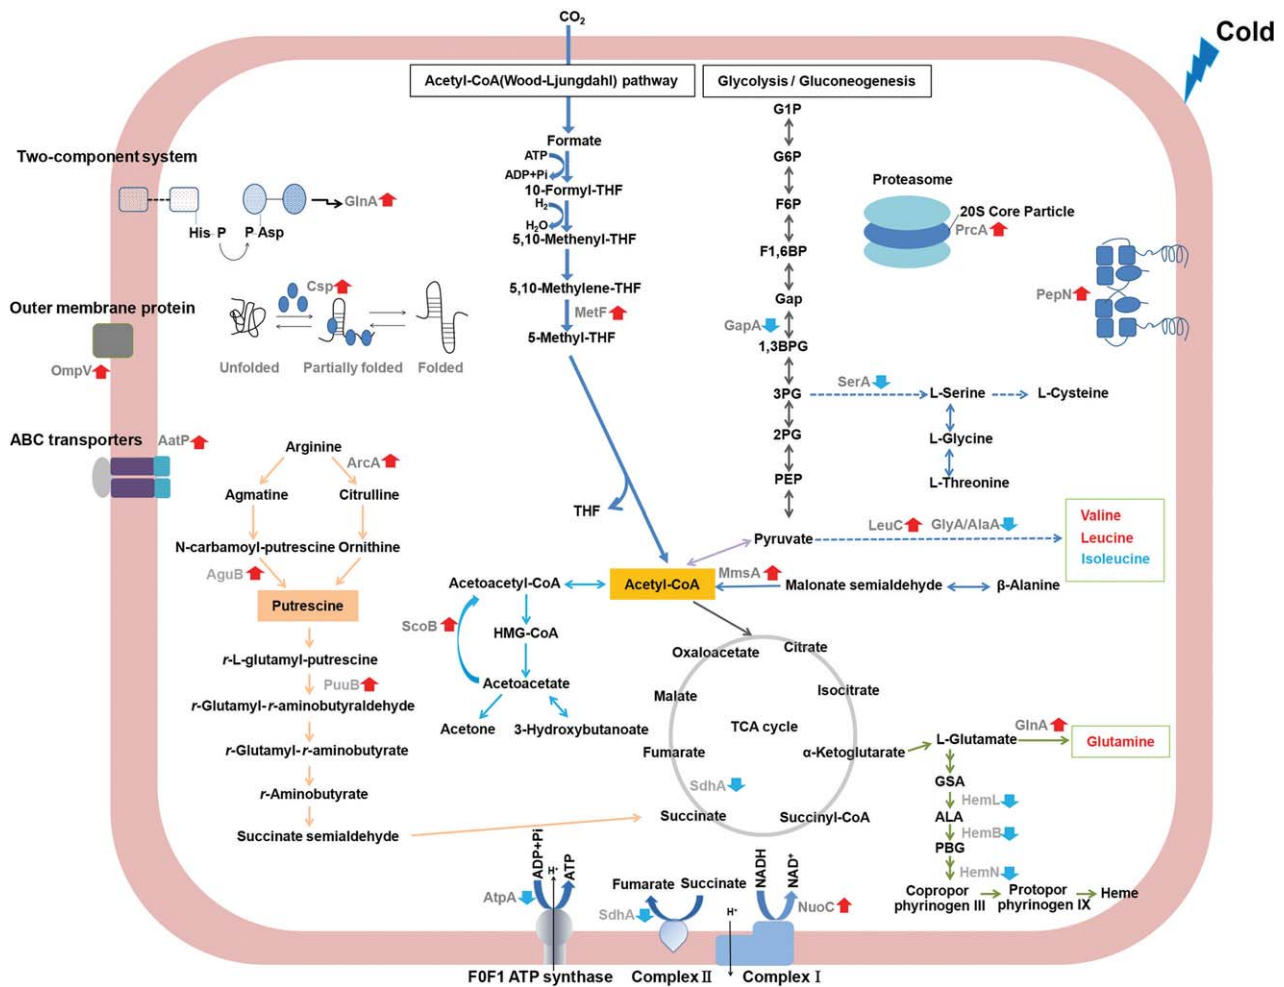 CO2
Cold
Acetyl-CoA(Wood-Ljungdahl) pathway
Glycolysis / Gluconeogenesis
G1P
Formate
ATP
ADP+Pi
G6P
Two-component system
10-Formyl-THF
Proteasome
GlnA
H2
F6P
20S Core Particle
H2O
PrcA
His P
P Asp
5,10-Methenyl-THF
F1,6BP
Csp
5,10-Methylene-THF
Gap
PepN
Outer membrane protein
MetF
GapA
5-Methyl-THF
1,3BPG
OmpV
Unfolded
Partially folded
Folded
SerA
3PG
L-Serine
L-Cysteine
ABC transporters
AatP
2PG
L-Glycine
Arginine
ArcA
PEP
L-Threonine
Agmatine
Citrulline
THF
Valine
LeuC
GlyA/AlaA
Pyruvate
Leucine
Isoleucine
N-carbamoyl-putrescine
Ornithine
AguB
Acetoacetyl-CoA
Acetyl-CoA
MmsA
Malonate semialdehyde
β-Alanine
Putrescine
ScoB
HMG-CoA
Oxaloacetate
Citrate
r-L-glutamyl-putrescine
PuuB
Acetoacetate
Malate
Isocitrate
r-Glutamyl-r-aminobutyraldehyde
Acetone
3-Hydroxybutanoate
TCA cycle
GlnA
L-Glutamate
Glutamine
r-Glutamyl-r-aminobutyrate
Fumarate
α-Ketoglutarate
SdhA
GSA
r-Aminobutyrate
HemL
Succinate
Succinyl-CoA
ALA
HemB
Succinate semialdehyde
PBG
ADP+Pi
H+
ATP
NADH
NAD+
HemN
AtpA
Fumarate
Succinate
SdhA
H+
NuoC
Copropor
phyrinogen III
Protopor
phyrinogen IX
Heme
F0F1 ATP synthase
Complex II
Complex I